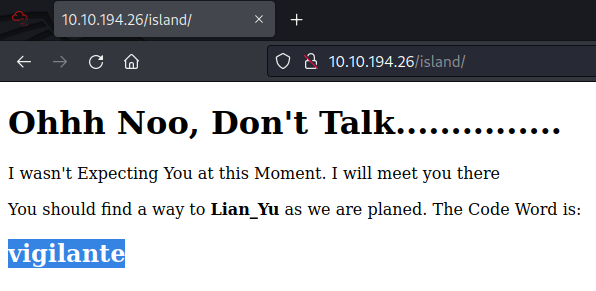 10.10.194.26/island/
10.10.194.26/island/
Ohhh Noo, Don't Talk...............
I wasn't Expecting You at this Moment. I will meet you there
You should find a way to Lian_Yu as we are planed. The Code Word is:
vigilante